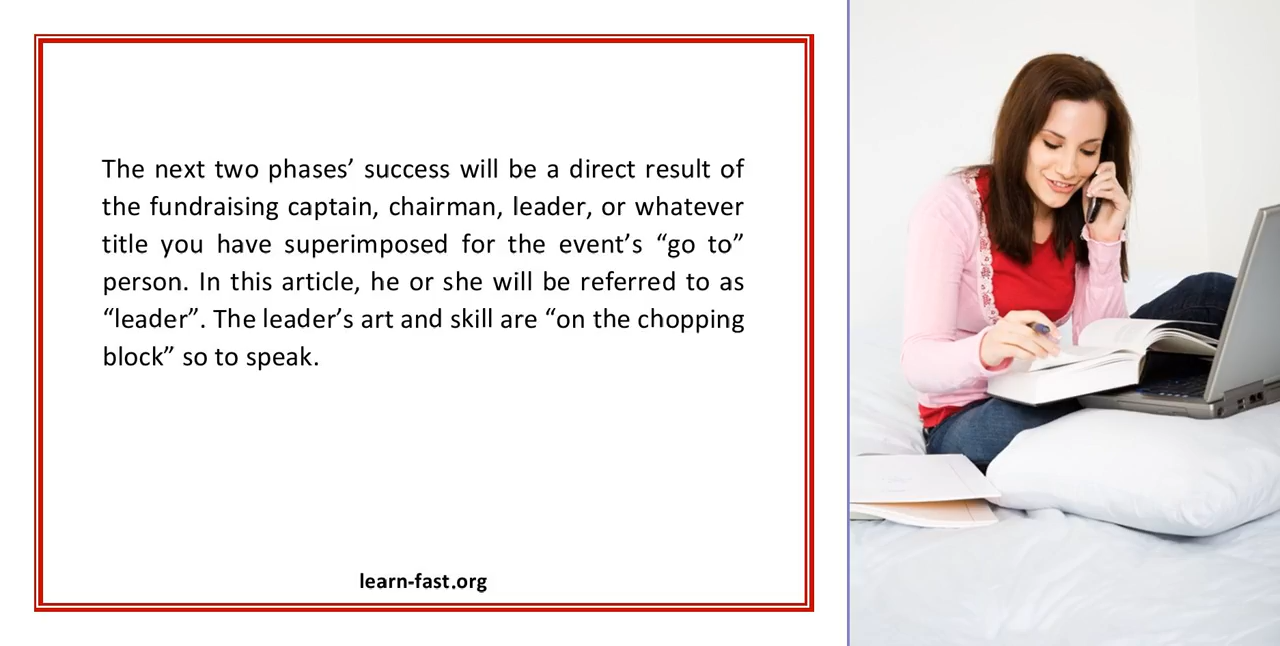 The next two phases’ success will be a direct result of
the fundraising captain, chairman, leader, or whatever
title you have superimposed for the event’s “go to”
person. In this article, he or she will be referred to as
“leader”. The leader’s art and skill are “on the chopping
block” so to speak.
learn-fast.org